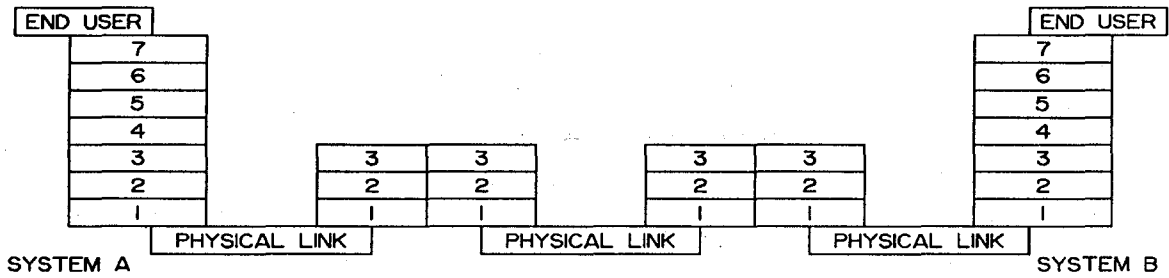 END USER END USER
7 7
6 6
5 5
4 4
3 3 3 3 3 3
2 2 2 2 2 2
1 1 1 1 1 1
PHYSICAL LINK PHYSICAL LINK PHYSICAL LINK
SYSTEM A SYSTEM B